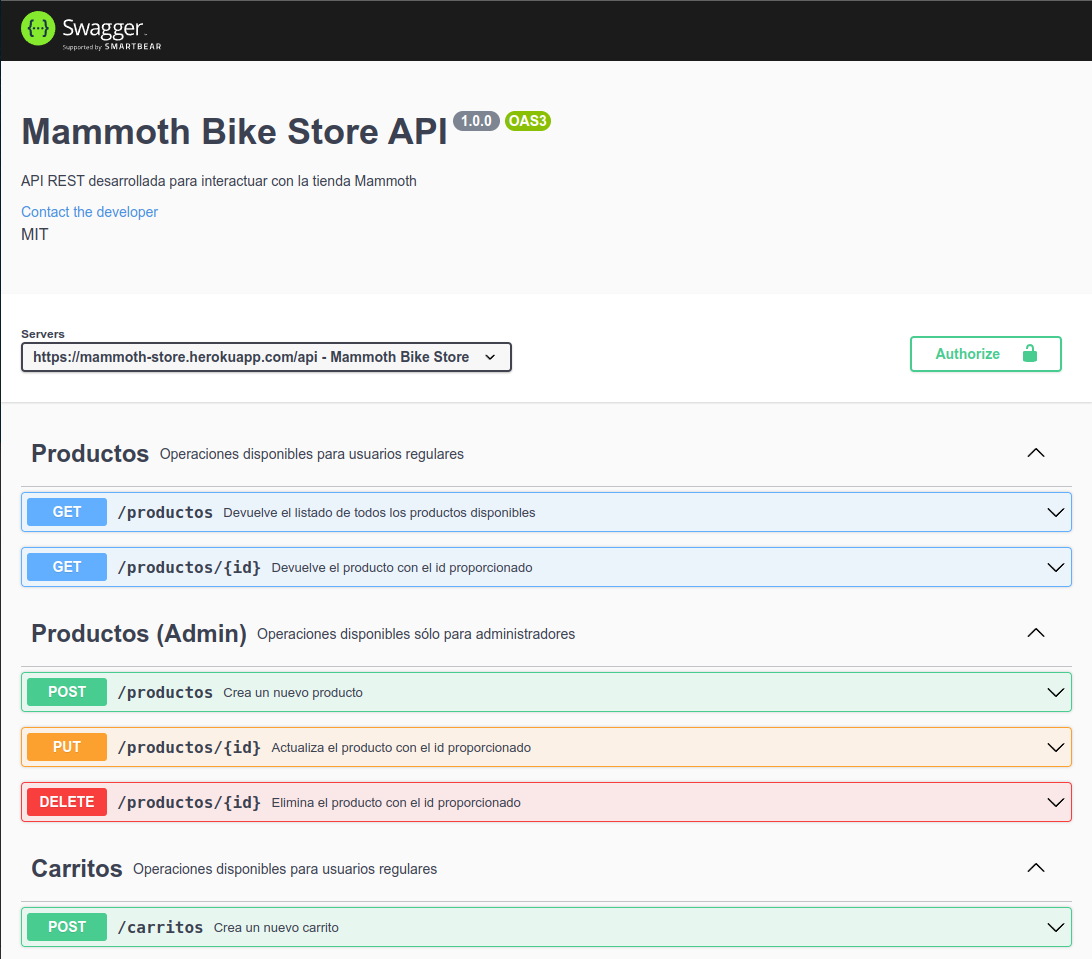 Swagger
Supported by SMARTBEAR
Mammoth Bike Store API 1.0.0 OAS3
API REST desarrollada para interactuar con la tienda Mammoth
Contact the developer
MIT
Servers
https://mammoth-store.herokuapp.com/api - Mammoth Bike Store
Authorize
Productos Operaciones disponibles para usuarios regulares
GET /productos Devuelve el listado de todos los productos disponibles
GET /productos/{id} Devuelve el producto con el id proporcionado
Productos (Admin) Operaciones disponibles sólo para administradores
POST /productos Crea un nuevo producto
PUT /productos/{id} Actualiza el producto con el id proporcionado
DELETE /productos/{id} Elimina el producto con el id proporcionado
Carritos Operaciones disponibles para usuarios regulares
POST /carritos Crea un nuevo carrito